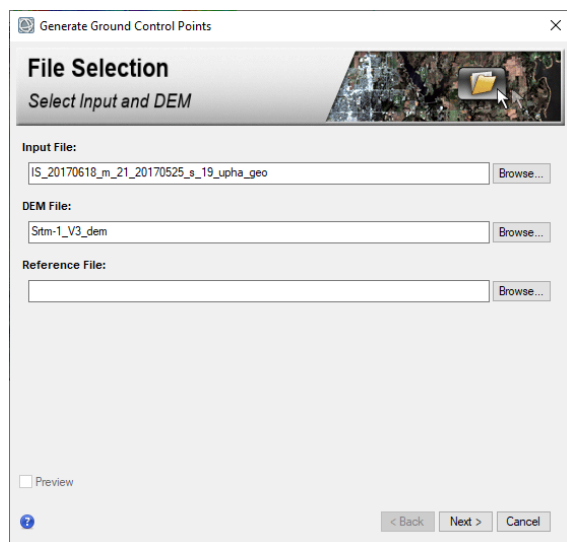 Generate Ground Control Points
File Selection
Select Input and DEM
Input File:
IS_20170618_m_21_20170525_s_19_upha_geo
Browse...
DEM File:
Srtm-1_V3_dem
Browse...
Reference File:
Browse...
Preview
?
< Back
Next >
Cancel